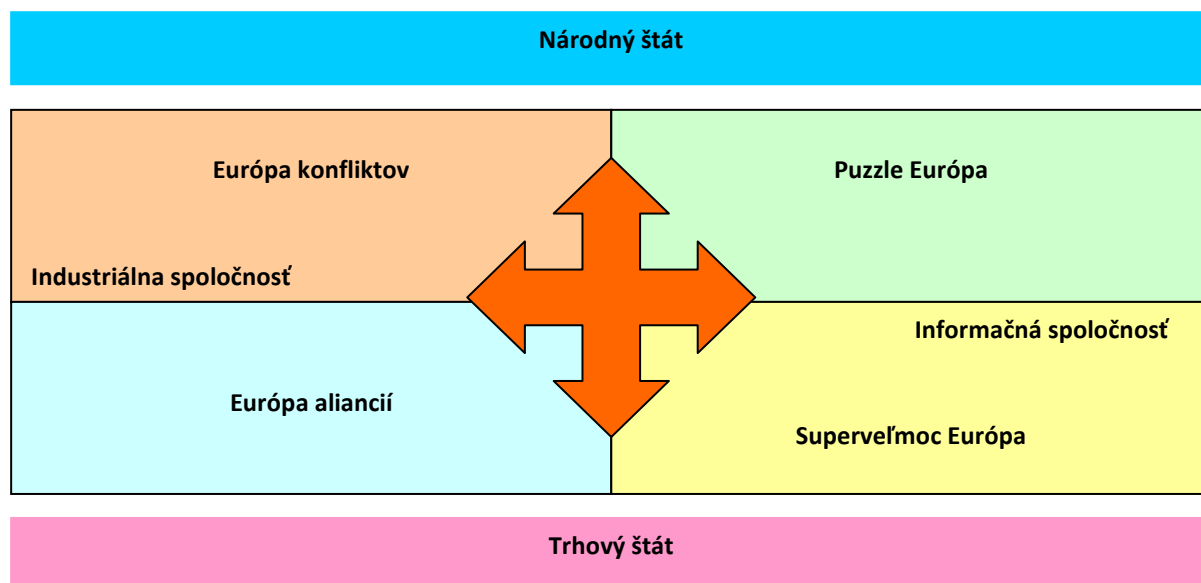 Národný štát
Európa konfliktov
Puzzle Európa
Industriálna spoločnosť
Informačná spoločnosť
Európa aliancií
Superveľmoc Európa
Trhový štát